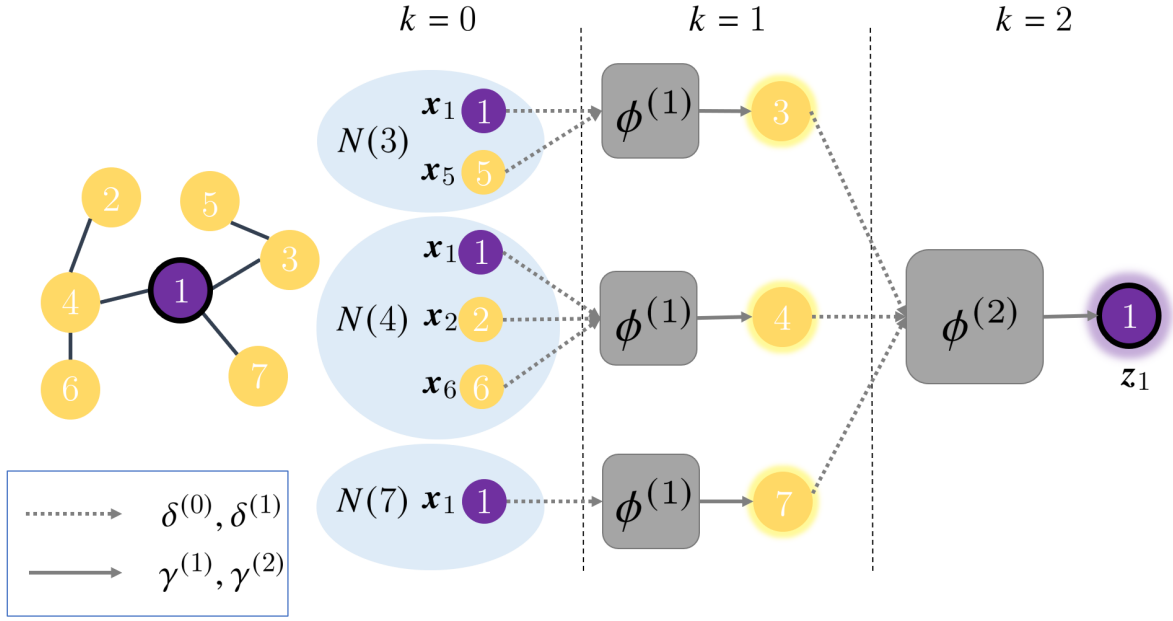 k = 0
k = 1
k = 2
2
5
3
4
1
6
7
N(3)
x₁ 1
x₅ 5
ϕ⁽¹⁾
3
N(4)
x₁ 1
x₂ 2
x₆ 6
ϕ⁽¹⁾
4
N(7)
x₁ 1
ϕ⁽¹⁾
7
ϕ⁽²⁾
1
z₁
δ⁽⁰⁾, δ⁽¹⁾
γ⁽¹⁾, γ⁽²⁾